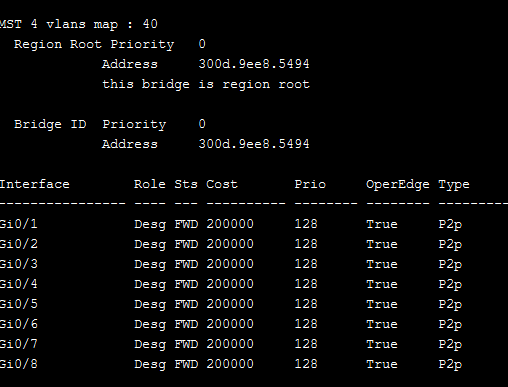 MST 4 vlans map : 40
  Region Root Priority   0
             Address     300d.9ee8.5494
             this bridge is region root

  Bridge ID  Priority    0
             Address     300d.9ee8.5494

Interface        Role Sts Cost       Prio     OperEdge Type
---------------- ---- --- ---------- -------- -------- ---------
Gi0/1            Desg FWD 200000     128      True     P2p
Gi0/2            Desg FWD 200000     128      True     P2p
Gi0/3            Desg FWD 200000     128      True     P2p
Gi0/4            Desg FWD 200000     128      True     P2p
Gi0/5            Desg FWD 200000     128      True     P2p
Gi0/6            Desg FWD 200000     128      True     P2p
Gi0/7            Desg FWD 200000     128      True     P2p
Gi0/8            Desg FWD 200000     128      True     P2p